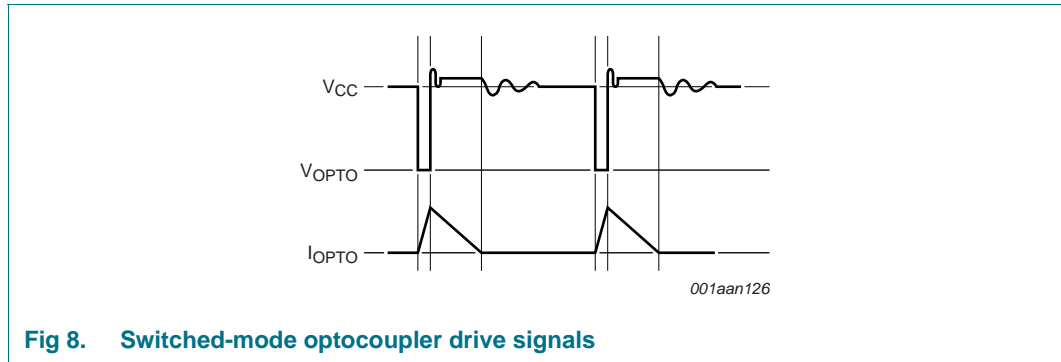 VCC
VOPTO
IOPTO
001aan126
Fig 8. Switched-mode optocoupler drive signals